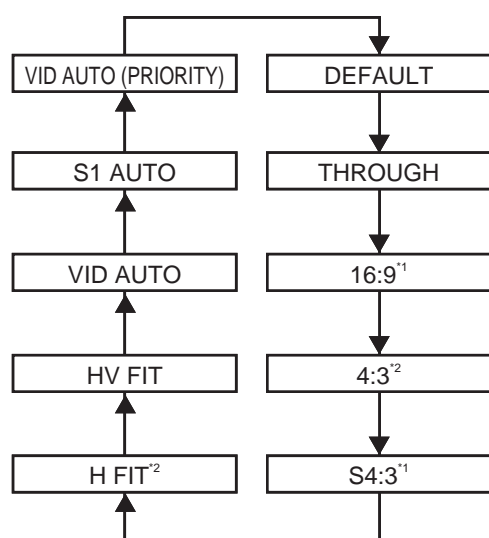 VID AUTO (PRIORITY)
DEFAULT
S1 AUTO
THROUGH
VID AUTO
16:9*1
HV FIT
4:3*2
H FIT*2
S4:3*1